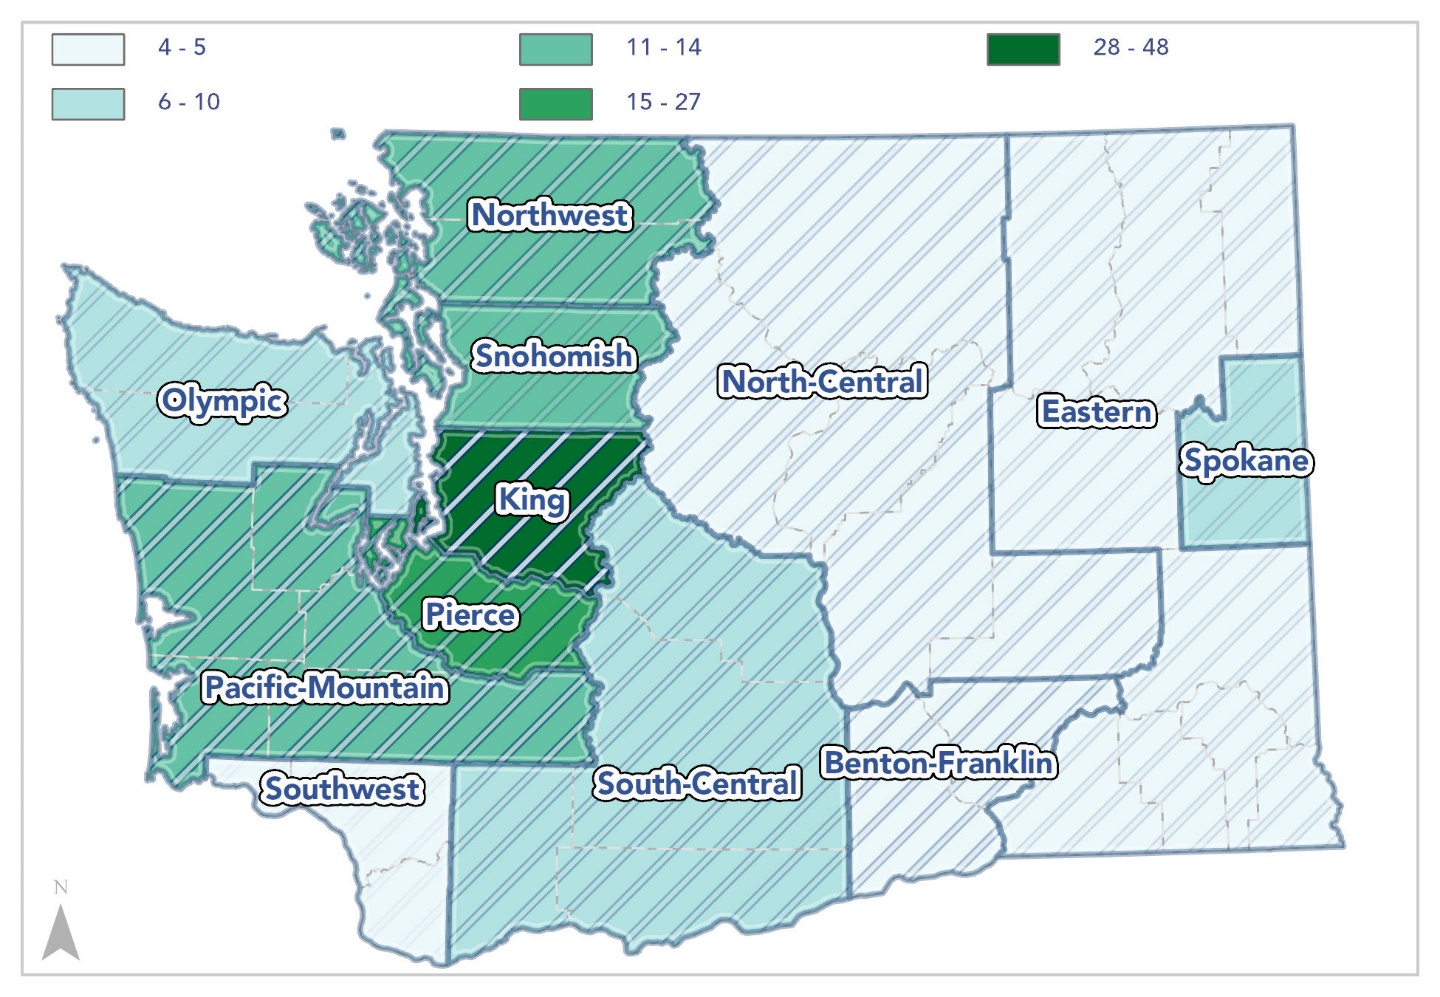 4 - 5
11 - 14
28 - 48
6 - 10
15 - 27
Northwest
Snohomish
North-Central
Olympic
Eastern
Spokane
King
Pierce
Pacific-Mountain
Benton-Franklin
Southwest
South-Central
N